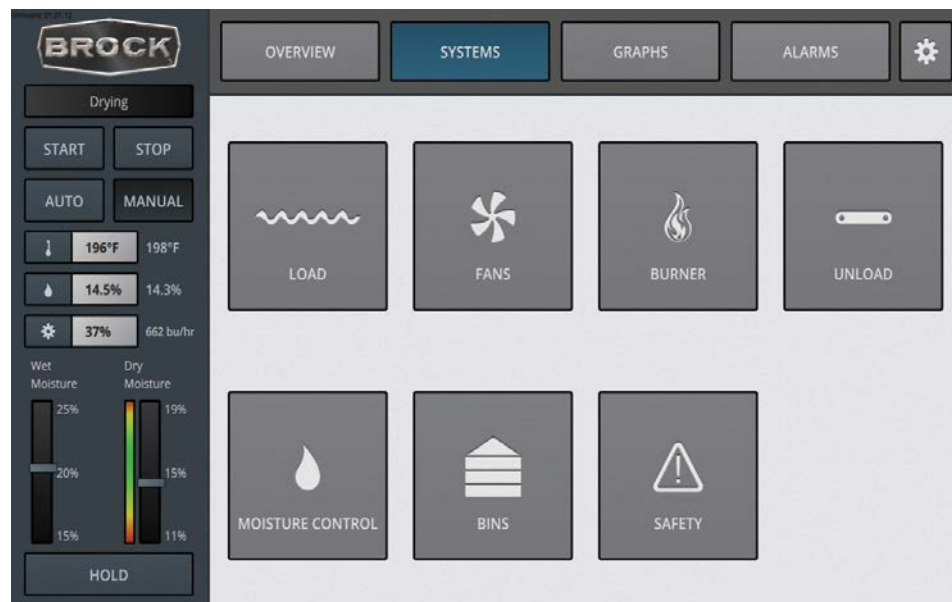 BROCK
Drying
START STOP
AUTO MANUAL
196°F 198°F
14.5% 14.3%
37% 662 bu/hr
Wet Moisture
Dry Moisture
25%
20%
15%
19%
15%
11%
HOLD
OVERVIEW SYSTEMS GRAPHS ALARMS
LOAD FANS BURNER UNLOAD
MOISTURE CONTROL BINS SAFETY